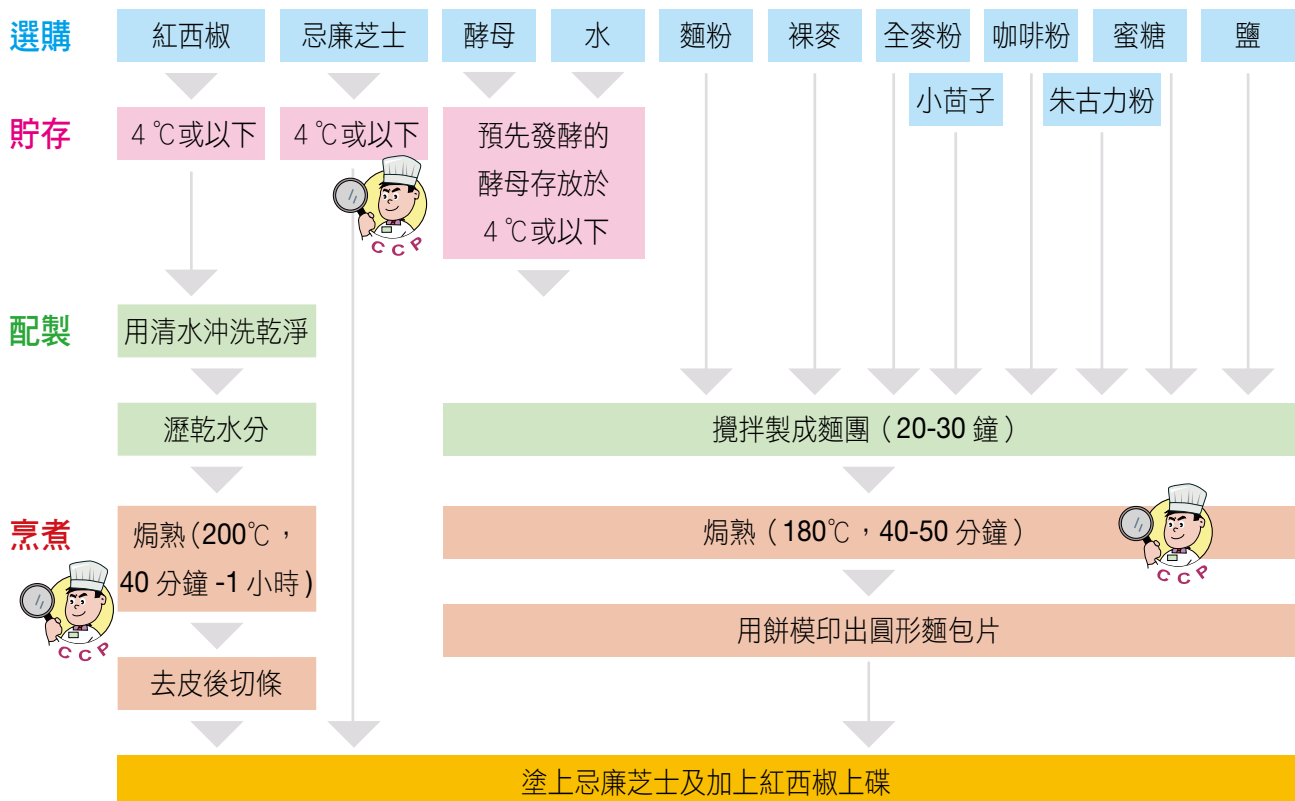 選購
紅西椒
忌廉芝士
酵母
水
麵粉
裸麥
全麥粉
咖啡粉
蜜糖
鹽
小茴子
朱古力粉
貯存
4 ℃或以下
4 ℃或以下
預先發酵的
酵母存放於
4 ℃或以下
CCP
配製
用清水沖洗乾淨
瀝乾水分
攪拌製成麵團（20-30 鐘）
烹煮
焗熟（200℃，
40 分鐘 -1 小時)
CCP
焗熟（180℃，40-50 分鐘）
CCP
用餅模印出圓形麵包片
去皮後切條
塗上忌廉芝士及加上紅西椒上碟